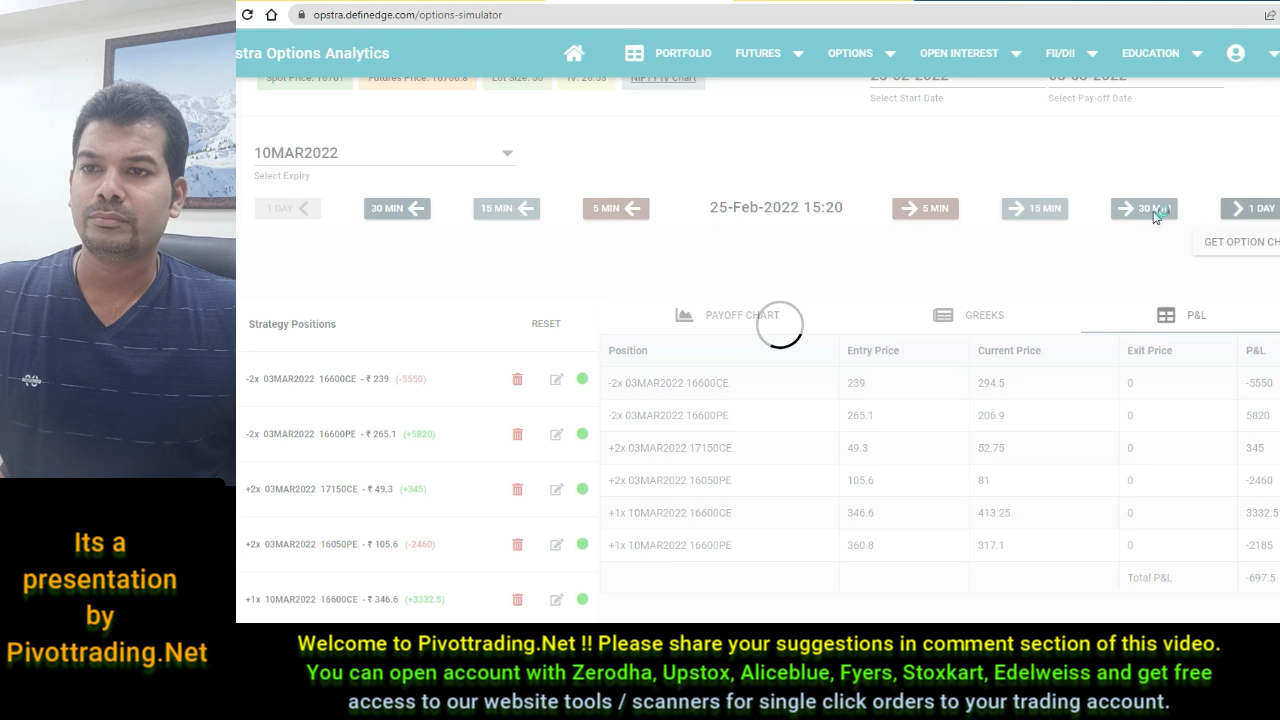 opstra.definedge.com/options-simulator
stra Options Analytics
PORTFOLIO
FUTURES
OPTIONS
OPEN INTEREST
FII/DII
EDUCATION
NIFTY IV Chart
Select Start Date
Select Pay-off Date
10MAR2022
Select Expiry
1 DAY
30 MIN
15 MIN
5 MIN
25-Feb-2022 15:20
5 MIN
15 MIN
30 M
1 DAY
GET OPTION CH
Strategy Positions
RESET
PAYOFF CHART
GREEKS
P&L
Position Entry Price Current Price Exit Price P&L
-2x 03MAR2022 16600CE - ₹ 239 (-5550)
-2x 03MAR2022 16600PE - ₹ 265.1 (+5820)
+2x 03MAR2022 17150CE - ₹ 49.3 (+345)
+2x 03MAR2022 16050PE - ₹ 105.6 (-2460)
+1x 10MAR2022 16600CE - ₹ 346.6 (+3332.5)
-2x 03MAR2022 16600CE 239 294.5 0 -5550
-2x 03MAR2022 16600PE 265.1 206.9 0 5820
+2x 03MAR2022 17150CE 49.3 52.75 0 345
+2x 03MAR2022 16050PE 105.6 81 0 -2460
+1x 10MAR2022 16600CE 346.6 413.25 0 3332.5
+1x 10MAR2022 16600PE 360.8 317.1 0 -2185
Total P&L -697.5
Its a
presentation
by
Pivottrading.Net
Welcome to Pivottrading.Net !! Please share your suggestions in comment section of this video.
You can open account with Zerodha, Upstox, Aliceblue, Fyers, Stoxkart, Edelweiss and get free
access to our website tools / scanners for single click orders to your trading account.